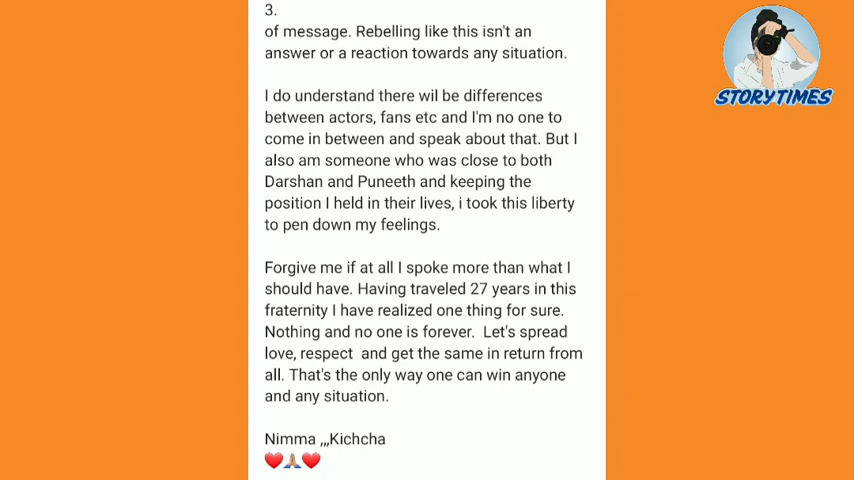 3.
of message. Rebelling like this isn't an
answer or a reaction towards any situation.
I do understand there wil be differences
between actors, fans etc and I'm no one to
come in between and speak about that. But I
also am someone who was close to both
Darshan and Puneeth and keeping the
position I held in their lives, i took this liberty
to pen down my feelings.
Forgive me if at all I spoke more than what I
should have. Having traveled 27 years in this
fraternity I have realized one thing for sure.
Nothing and no one is forever.  Let's spread
love, respect  and get the same in return from
all. That's the only way one can win anyone
and any situation.
Nimma ,,,Kichcha
❤️🙏🏼❤️
STORYTIMES